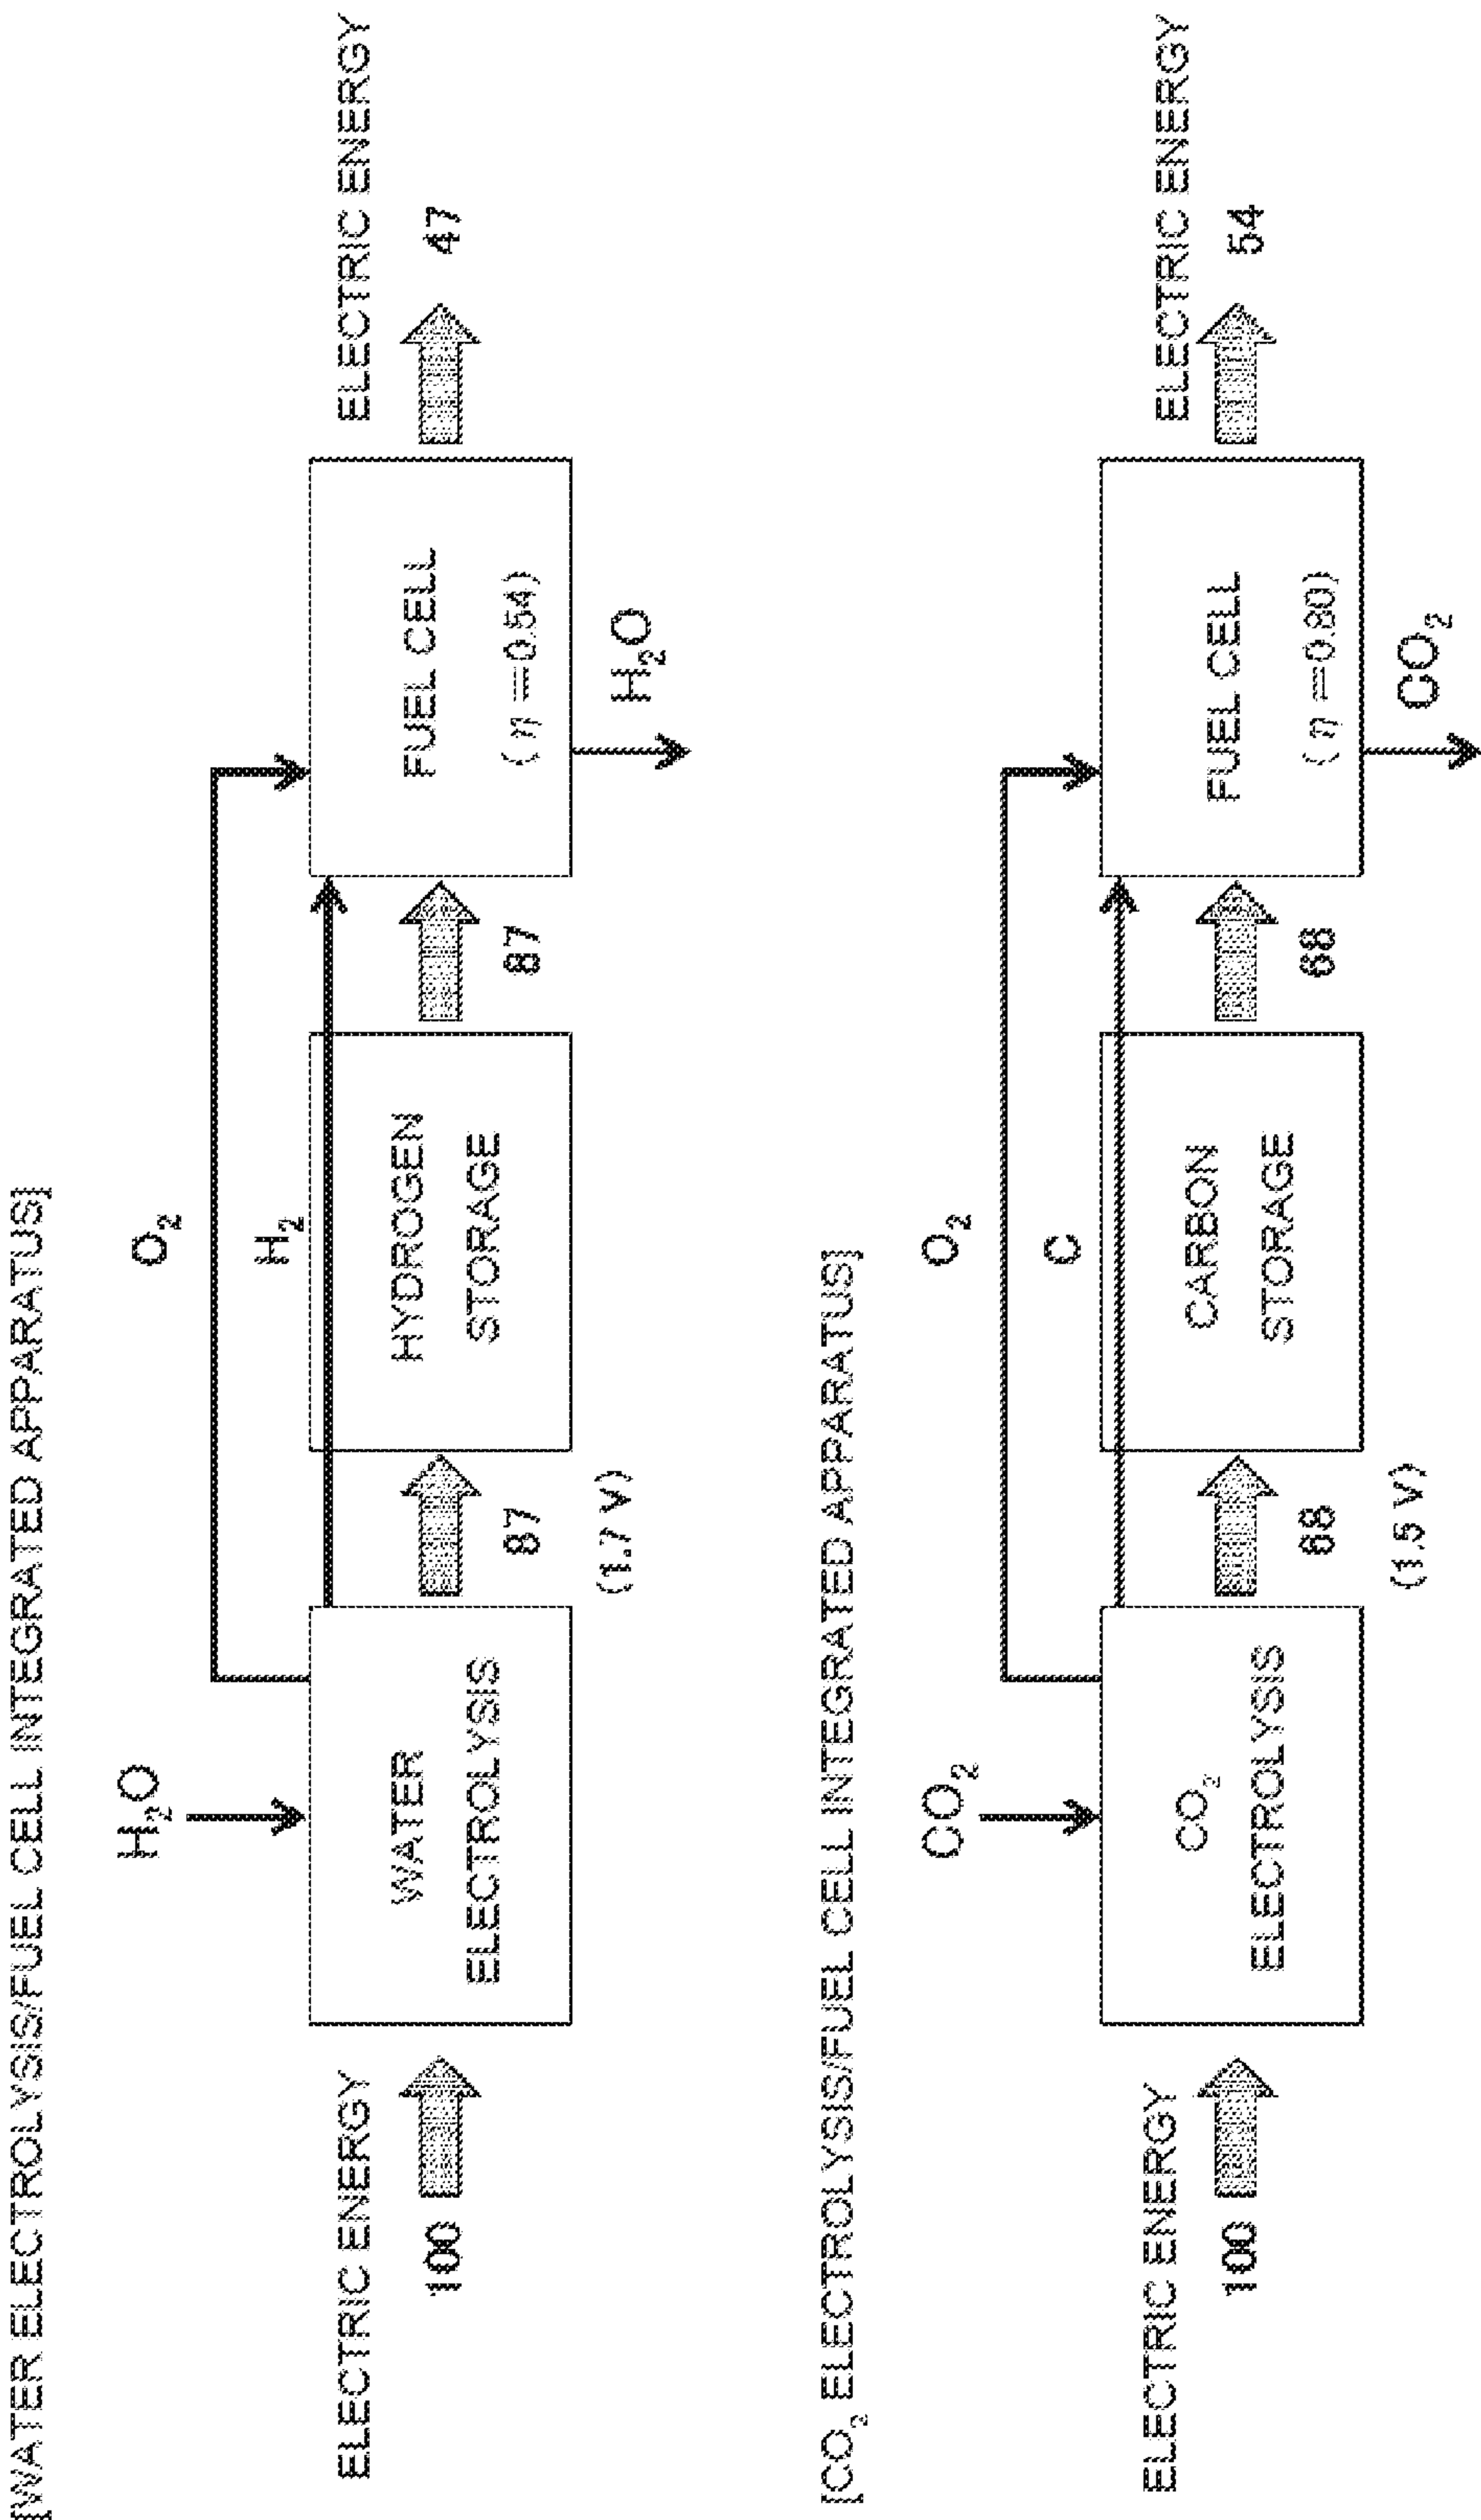 [WATER ELECTROLYSIS/FUEL CELL INTEGRATED APPARATUS]
H₂O
O₂
H₂
ELECTRIC ENERGY
100
WATER
ELECTROLYSIS
87
(1.7 V)
HYDROGEN
STORAGE
87
FUEL CELL
(η=0.54)
H₂O
ELECTRIC ENERGY
47
[CO₂ ELECTROLYSIS/FUEL CELL INTEGRATED APPARATUS]
CO₂
O₂
C
ELECTRIC ENERGY
100
CO₂
ELECTROLYSIS
68
(1.5 V)
CARBON
STORAGE
68
FUEL CELL
(η=0.80)
CO₂
ELECTRIC ENERGY
54